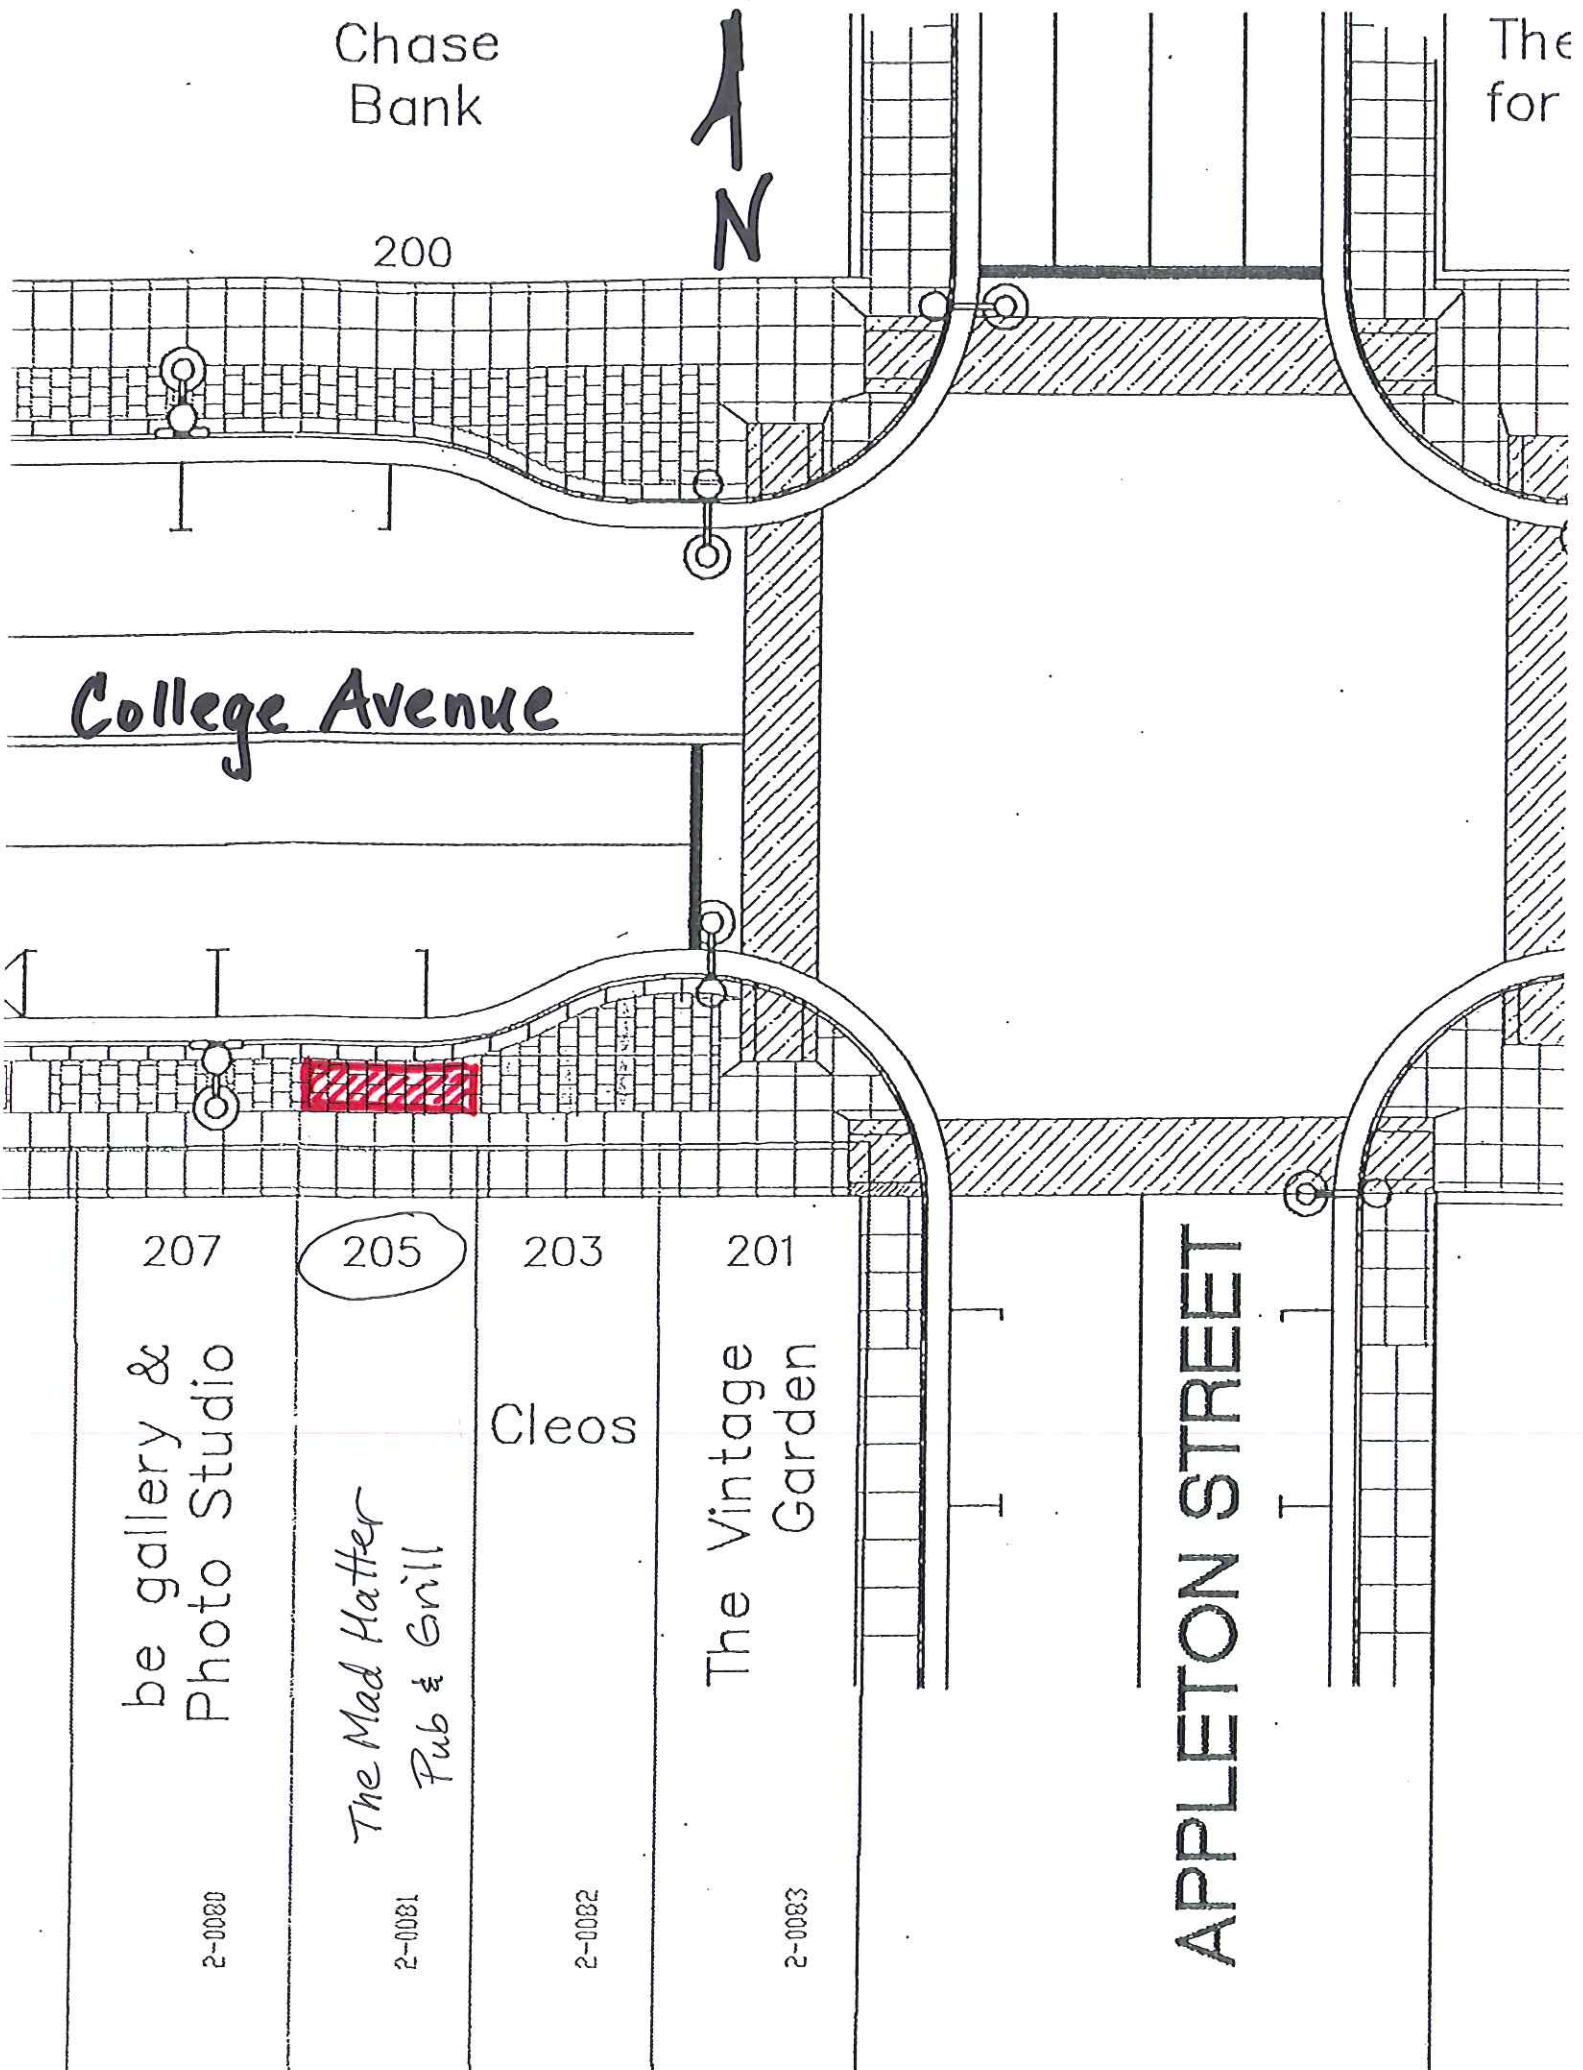 Chase
Bank
N
The
for
200
College Avenue
207
205
203
201
be gallery &
Photo Studio
The Mad Hatter
Pub & Grill
Cleos
The Vintage
Garden
APPLETON STREET
2-0080
2-0081
2-0082
2-0083